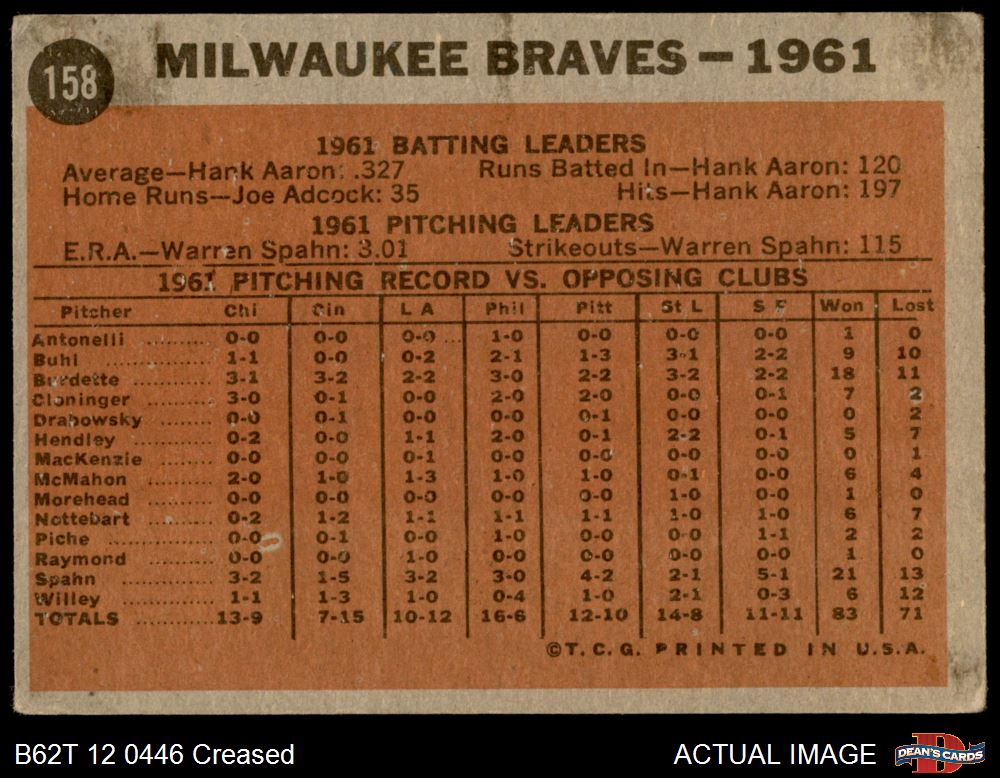 158
MILWAUKEE BRAVES – 1961
1961 BATTING LEADERS
Average—Hank Aaron: .327 Runs Batted In—Hank Aaron: 120
Home Runs—Joe Adcock: 35 Hits—Hank Aaron: 197
1961 PITCHING LEADERS
E.R.A.—Warren Spahn: 3.01 Strikeouts—Warren Spahn: 115
1961 PITCHING RECORD VS. OPPOSING CLUBS
Pitcher Chi Cin L A Phil Pitt St L S F Won Lost
Antonelli .......... 0-0 0-0 0-0 1-0 0-0 0-0 0-0 1 0
Buhl .......... 1-1 0-0 0-2 2-1 1-3 3-1 2-2 9 10
Burdette .......... 3-1 3-2 2-2 3-0 2-2 3-2 2-2 18 11
Cloninger .......... 3-0 0-1 0-0 2-0 2-0 0-0 0-1 7 2
Drabowsky ........ 0-0 0-1 0-0 0-0 0-1 0-0 0-0 0 2
Hendley .......... 0-2 0-0 1-1 2-0 0-1 2-2 0-1 5 7
MacKenzie ........ 0-0 0-0 0-1 0-0 0-0 0-0 0-0 0 1
McMahon ........ 2-0 1-0 1-3 1-0 1-0 0-1 0-0 6 4
Morehead ........ 0-0 0-0 0-0 0-0 0-0 1-0 0-0 1 0
Nottebart .......... 0-2 1-2 1-1 1-1 1-1 1-0 1-0 6 7
Piche .......... 0-0 0-1 0-0 1-0 0-0 0-0 1-1 2 2
Raymond ........ 0-0 0-0 1-0 0-0 0-0 0-0 0-0 1 0
Spahn .......... 3-2 1-5 3-2 3-0 4-2 2-1 5-1 21 13
Willey .......... 1-1 1-3 1-0 0-4 1-0 2-1 0-3 6 12
TOTALS .......... 13-9 7-15 10-12 16-6 12-10 14-8 11-11 83 71
©T. C. G. PRINTED IN U.S.A.
B62T 12 0446 Creased ACTUAL IMAGE DEAN'S CARDS